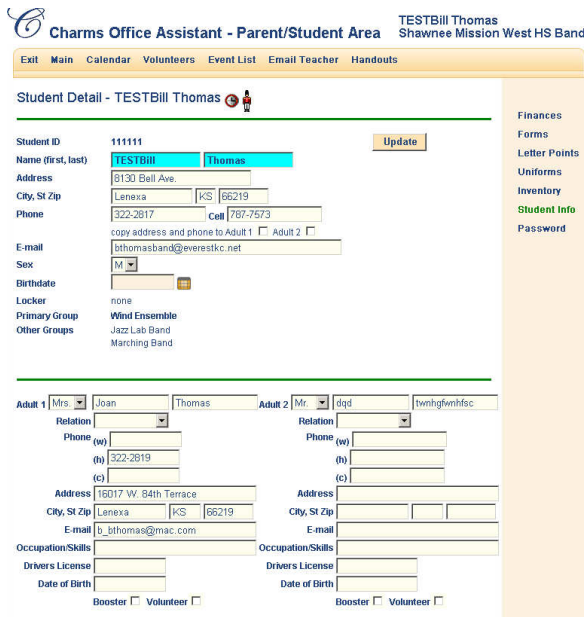 Charms Office Assistant - Parent/Student Area
TESTBill Thomas
Shawnee Mission West HS Band
Exit Main Calendar Volunteers Event List Email Teacher Handouts
Student Detail - TESTBill Thomas
Finances
Forms
Letter Points
Uniforms
Inventory
Student Info
Password
Student ID 111111 Update
Name (first, last) TESTBill Thomas
Address 8130 Bell Ave.
City, St Zip Lenexa KS 66219
Phone 322-2817 Cell 787-7573
copy address and phone to Adult 1 Adult 2
E-mail bthomasband@everestkc.net
Sex M
Birthdate
Locker none
Primary Group Wind Ensemble
Other Groups Jazz Lab Band
Marching Band
Adult 1 Mrs. Joan Thomas Adult 2 Mr. dqd twnhgfwnhfsc
Relation Relation
Phone (w) Phone (w)
(h) 322-2819 (h)
(c) (c)
Address 16017 W. 84th Terrace Address
City, St Zip Lenexa KS 66219 City, St Zip
E-mail b_bthomas@mac.com E-mail
Occupation/Skills Occupation/Skills
Drivers License Drivers License
Date of Birth Date of Birth
Booster Volunteer Booster Volunteer